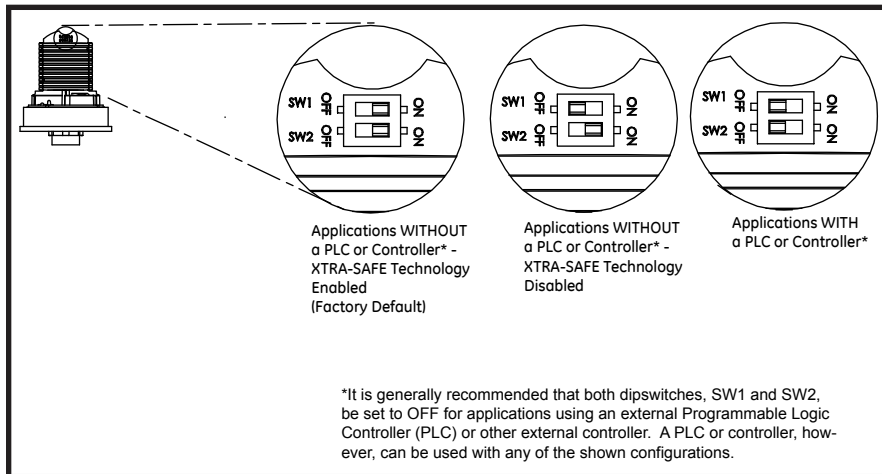 SW1 OFF ON
SW2 OFF ON
Applications WITHOUT
a PLC or Controller* -
XTRA-SAFE Technology
Enabled
(Factory Default)
SW1 OFF ON
SW2 OFF ON
Applications WITHOUT
a PLC or Controller* -
XTRA-SAFE Technology
Disabled
SW1 OFF ON
SW2 OFF ON
Applications WITH
a PLC or Controller*
*It is generally recommended that both dipswitches, SW1 and SW2,
be set to OFF for applications using an external Programmable Logic
Controller (PLC) or other external controller. A PLC or controller, how-
ever, can be used with any of the shown configurations.